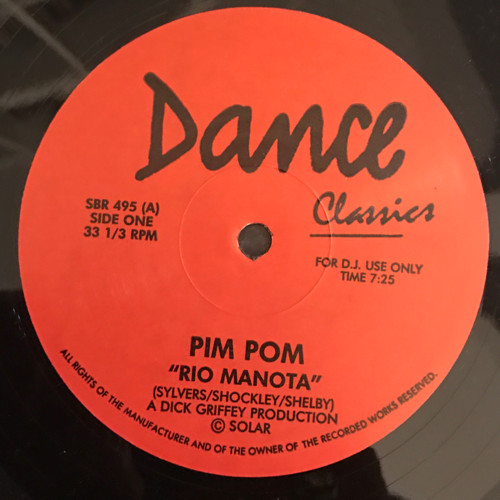 Dance
Classics
SBR 495 (A)
SIDE ONE
33 1/3 RPM
FOR D.J. USE ONLY
TIME 7:25
PIM POM
"RIO MANOTA"
(SYLVERS/SHOCKLEY/SHELBY)
A DICK GRIFFEY PRODUCTION
© SOLAR
ALL RIGHTS OF THE MANUFACTURER AND OF THE OWNER OF THE RECORDED WORKS RESERVED.